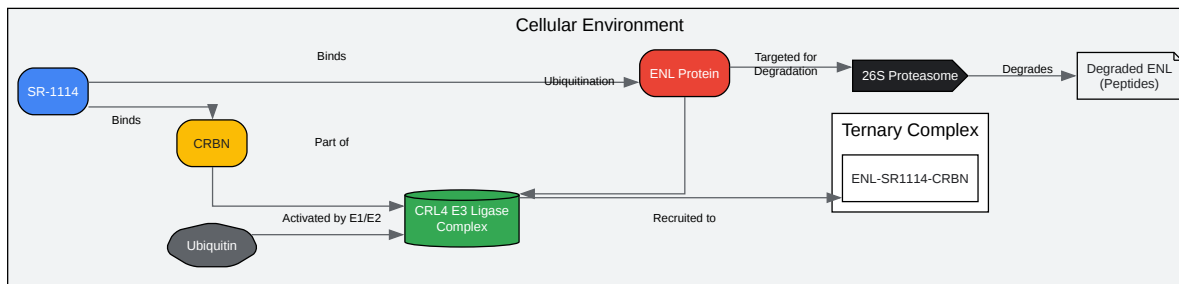 Cellular Environment
Binds
SR-1114
Binds
CRBN
Part of
Ubiquitination
ENL Protein
Targeted for
Degradation
26S Proteasome
Degrades
Degraded ENL
(Peptides)
Ternary Complex
ENL-SR1114-CRBN
Activated by E1/E2
CRL4 E3 Ligase
Complex
Recruited to
Ubiquitin